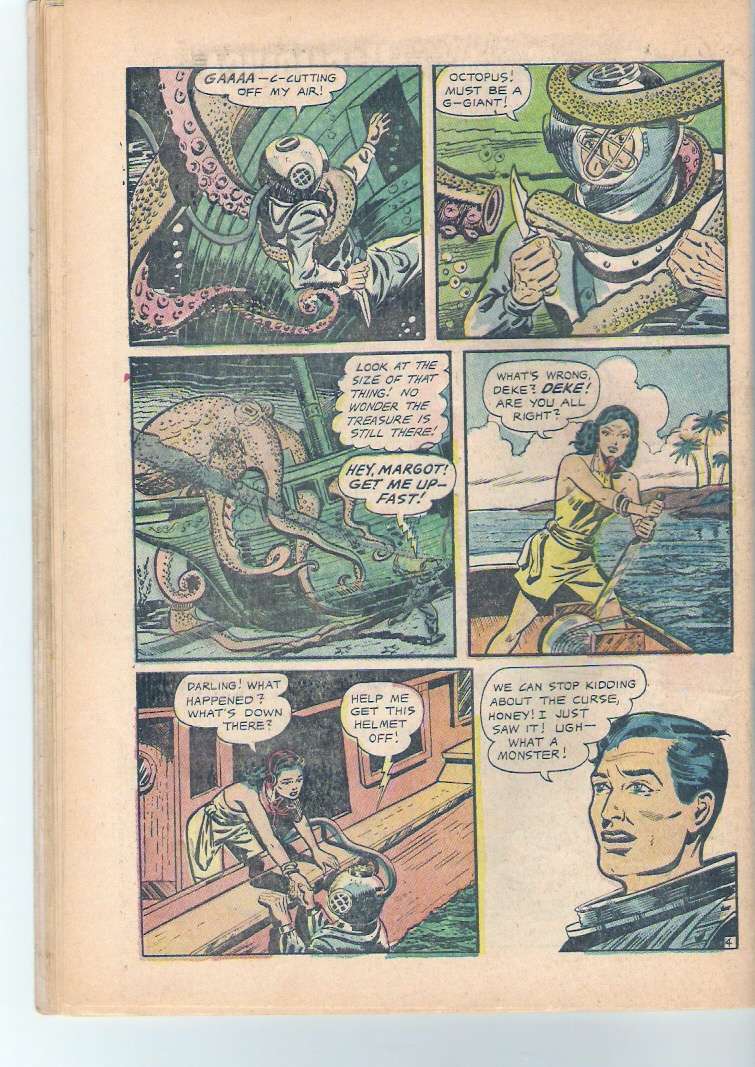 GAAAA—C-CUTTING
OFF MY AIR!
OCTOPUS!
MUST BE A
G-GIANT!
LOOK AT THE
SIZE OF THAT
THING! NO
WONDER THE
TREASURE IS
STILL THERE!
HEY, MARGOT!
GET ME UP—
FAST!
WHAT'S WRONG,
DEKE? DEKE!
ARE YOU ALL
RIGHT?
DARLING! WHAT
HAPPENED?
WHAT'S DOWN
THERE?
HELP ME
GET THIS
HELMET
OFF!
WE CAN STOP KIDDING
ABOUT THE CURSE,
HONEY! I JUST
SAW IT! UGH—
WHAT A
MONSTER!
4